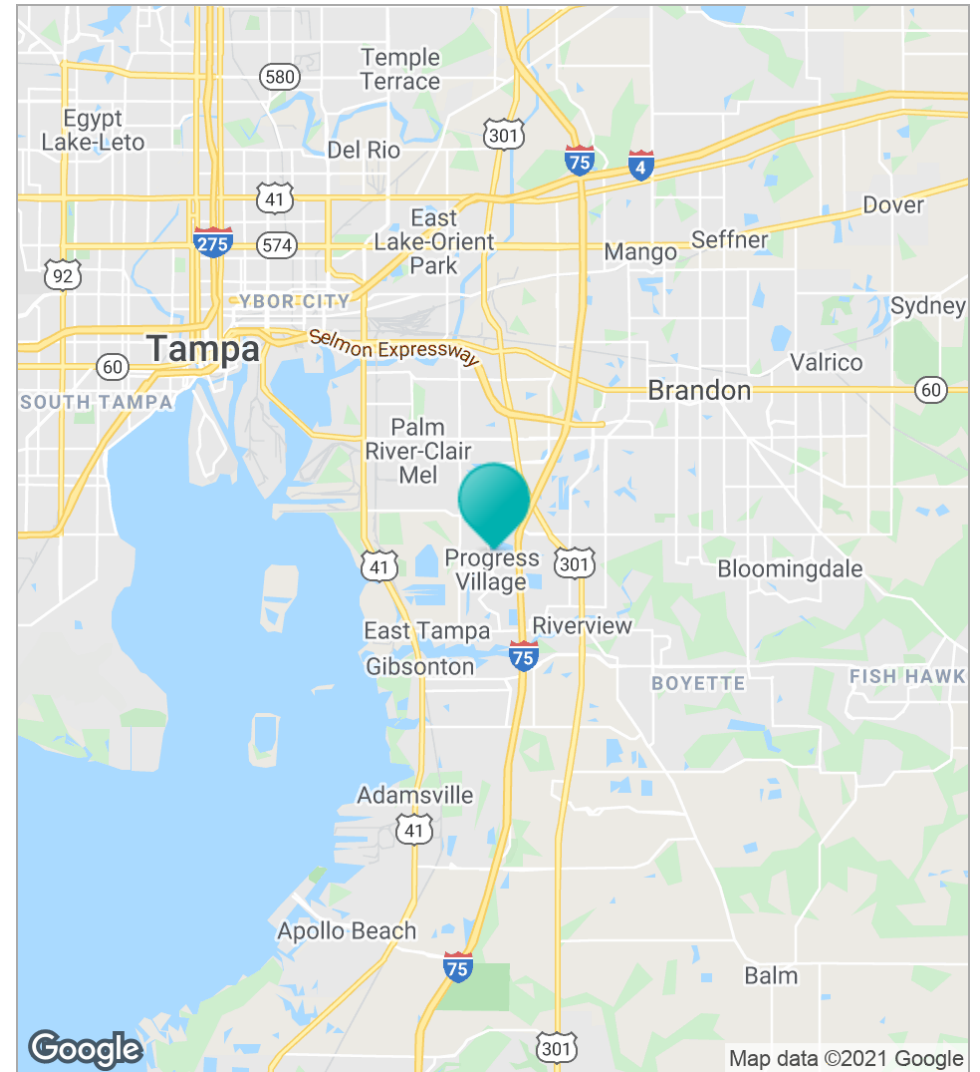 Temple
Terrace
580
Egypt
Lake-Leto
301
Del Rio
75
4
41
Dover
East
Lake-Orient
Park
275
574
Mango
Seffner
92
YBOR CITY
Sydney
Tampa
Selmon Expressway
60
Valrico
Brandon
60
SOUTH TAMPA
Palm
River-Clair
Mel
Progress
Village
41
301
Bloomingdale
East Tampa
Riverview
Gibsonton
75
BOYETTE
FISH HAWK
Adamsville
41
Apollo Beach
75
Balm
301
Google
Map data ©2021 Google